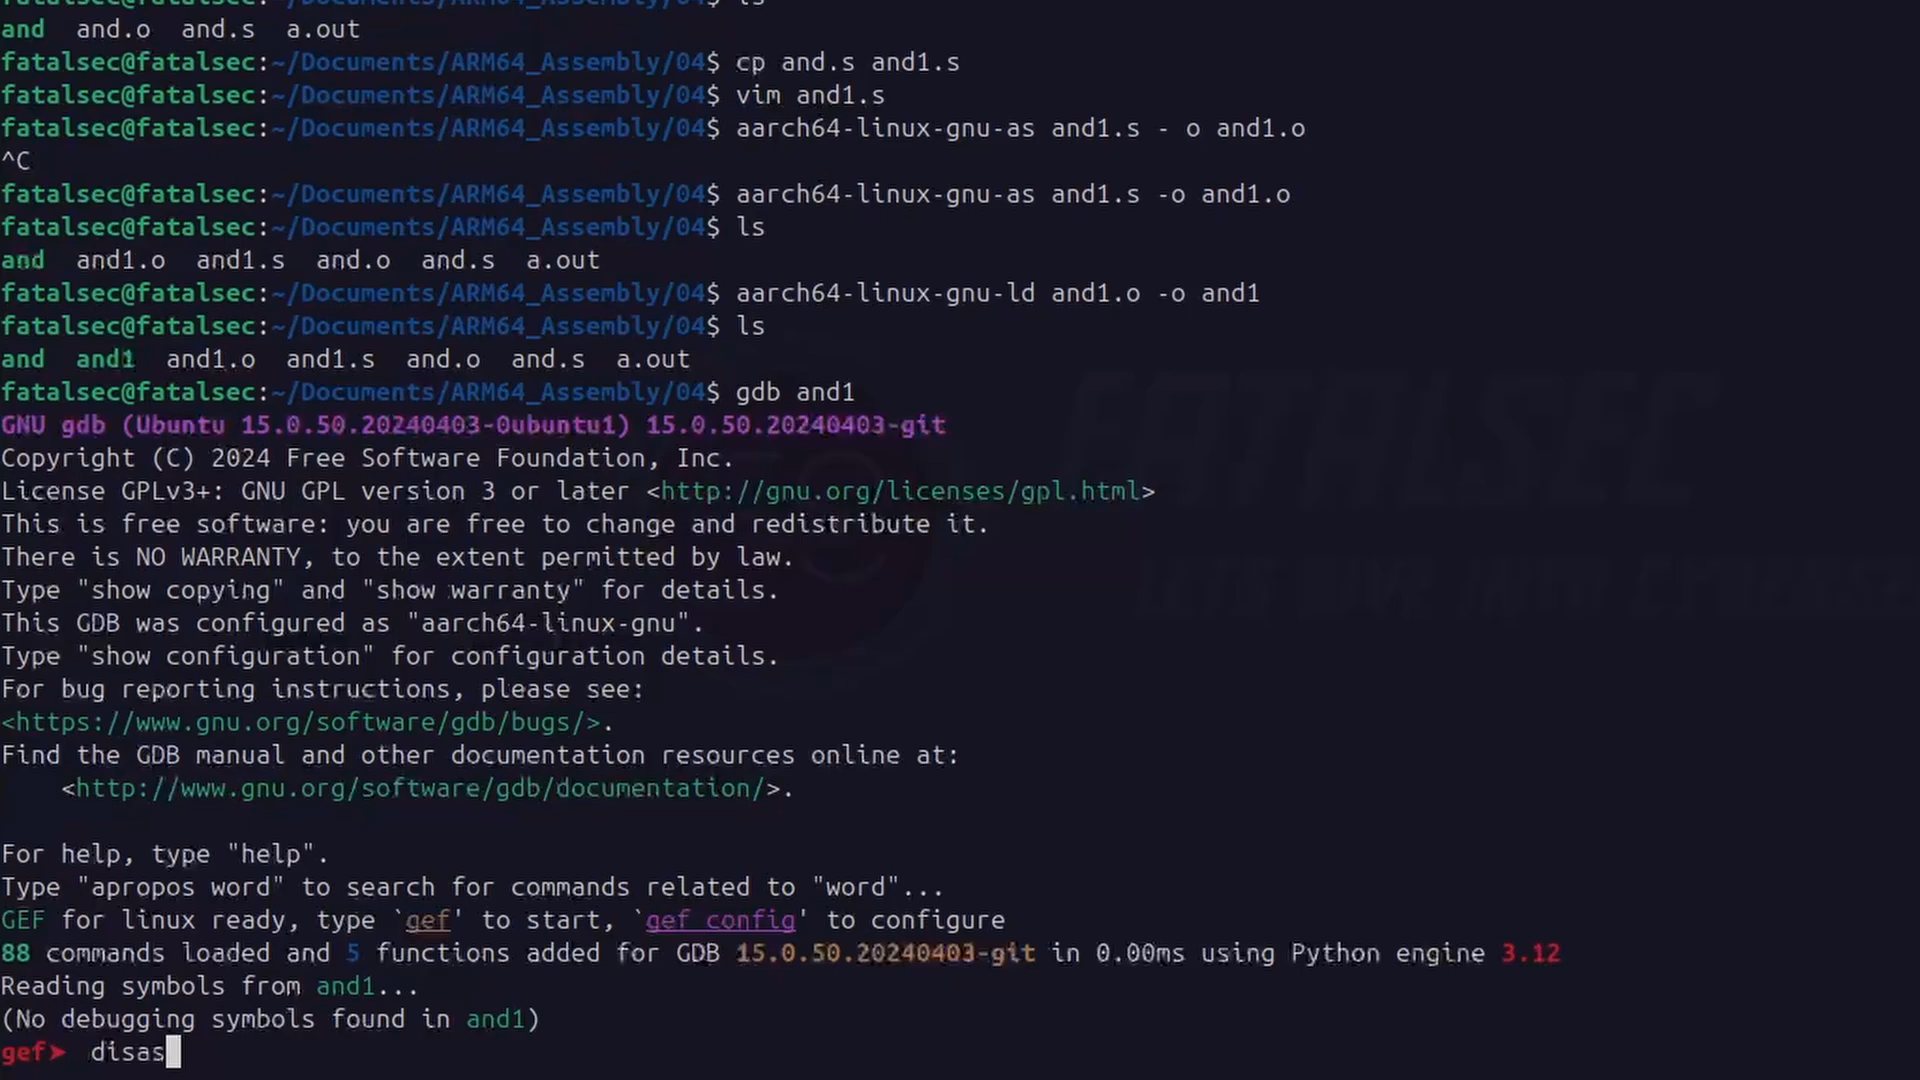 ls
and  and.o  and.s  a.out
fatalsec@fatalsec:~/Documents/ARM64_Assembly/04$ cp and.s and1.s
fatalsec@fatalsec:~/Documents/ARM64_Assembly/04$ vim and1.s
fatalsec@fatalsec:~/Documents/ARM64_Assembly/04$ aarch64-linux-gnu-as and1.s - o and1.o
^C
fatalsec@fatalsec:~/Documents/ARM64_Assembly/04$ aarch64-linux-gnu-as and1.s -o and1.o
fatalsec@fatalsec:~/Documents/ARM64_Assembly/04$ ls
and  and1.o  and1.s  and.o  and.s  a.out
fatalsec@fatalsec:~/Documents/ARM64_Assembly/04$ aarch64-linux-gnu-ld and1.o -o and1
fatalsec@fatalsec:~/Documents/ARM64_Assembly/04$ ls
and  and1  and1.o  and1.s  and.o  and.s  a.out
fatalsec@fatalsec:~/Documents/ARM64_Assembly/04$ gdb and1
GNU gdb (Ubuntu 15.0.50.20240403-0ubuntu1) 15.0.50.20240403-git
Copyright (C) 2024 Free Software Foundation, Inc.
License GPLv3+: GNU GPL version 3 or later <http://gnu.org/licenses/gpl.html>
This is free software: you are free to change and redistribute it.
There is NO WARRANTY, to the extent permitted by law.
Type "show copying" and "show warranty" for details.
This GDB was configured as "aarch64-linux-gnu".
Type "show configuration" for configuration details.
For bug reporting instructions, please see:
<https://www.gnu.org/software/gdb/bugs/>.
Find the GDB manual and other documentation resources online at:
    <http://www.gnu.org/software/gdb/documentation/>.
For help, type "help".
Type "apropos word" to search for commands related to "word"...
GEF for linux ready, type `gef' to start, `gef config' to configure
88 commands loaded and 5 functions added for GDB 15.0.50.20240403-git in 0.00ms using Python engine 3.12
Reading symbols from and1...
(No debugging symbols found in and1)
gef➤  disas
FATALSEC